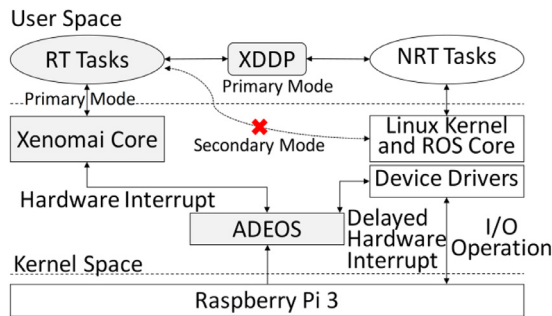 User Space
RT Tasks
XDDP
NRT Tasks
Primary Mode
Primary Mode
Xenomai Core
Secondary Mode
Linux Kernel
and ROS Core
Device Drivers
Hardware Interrupt
ADEOS
Delayed
Hardware
Interrupt
I/O
Operation
Kernel Space
Raspberry Pi 3